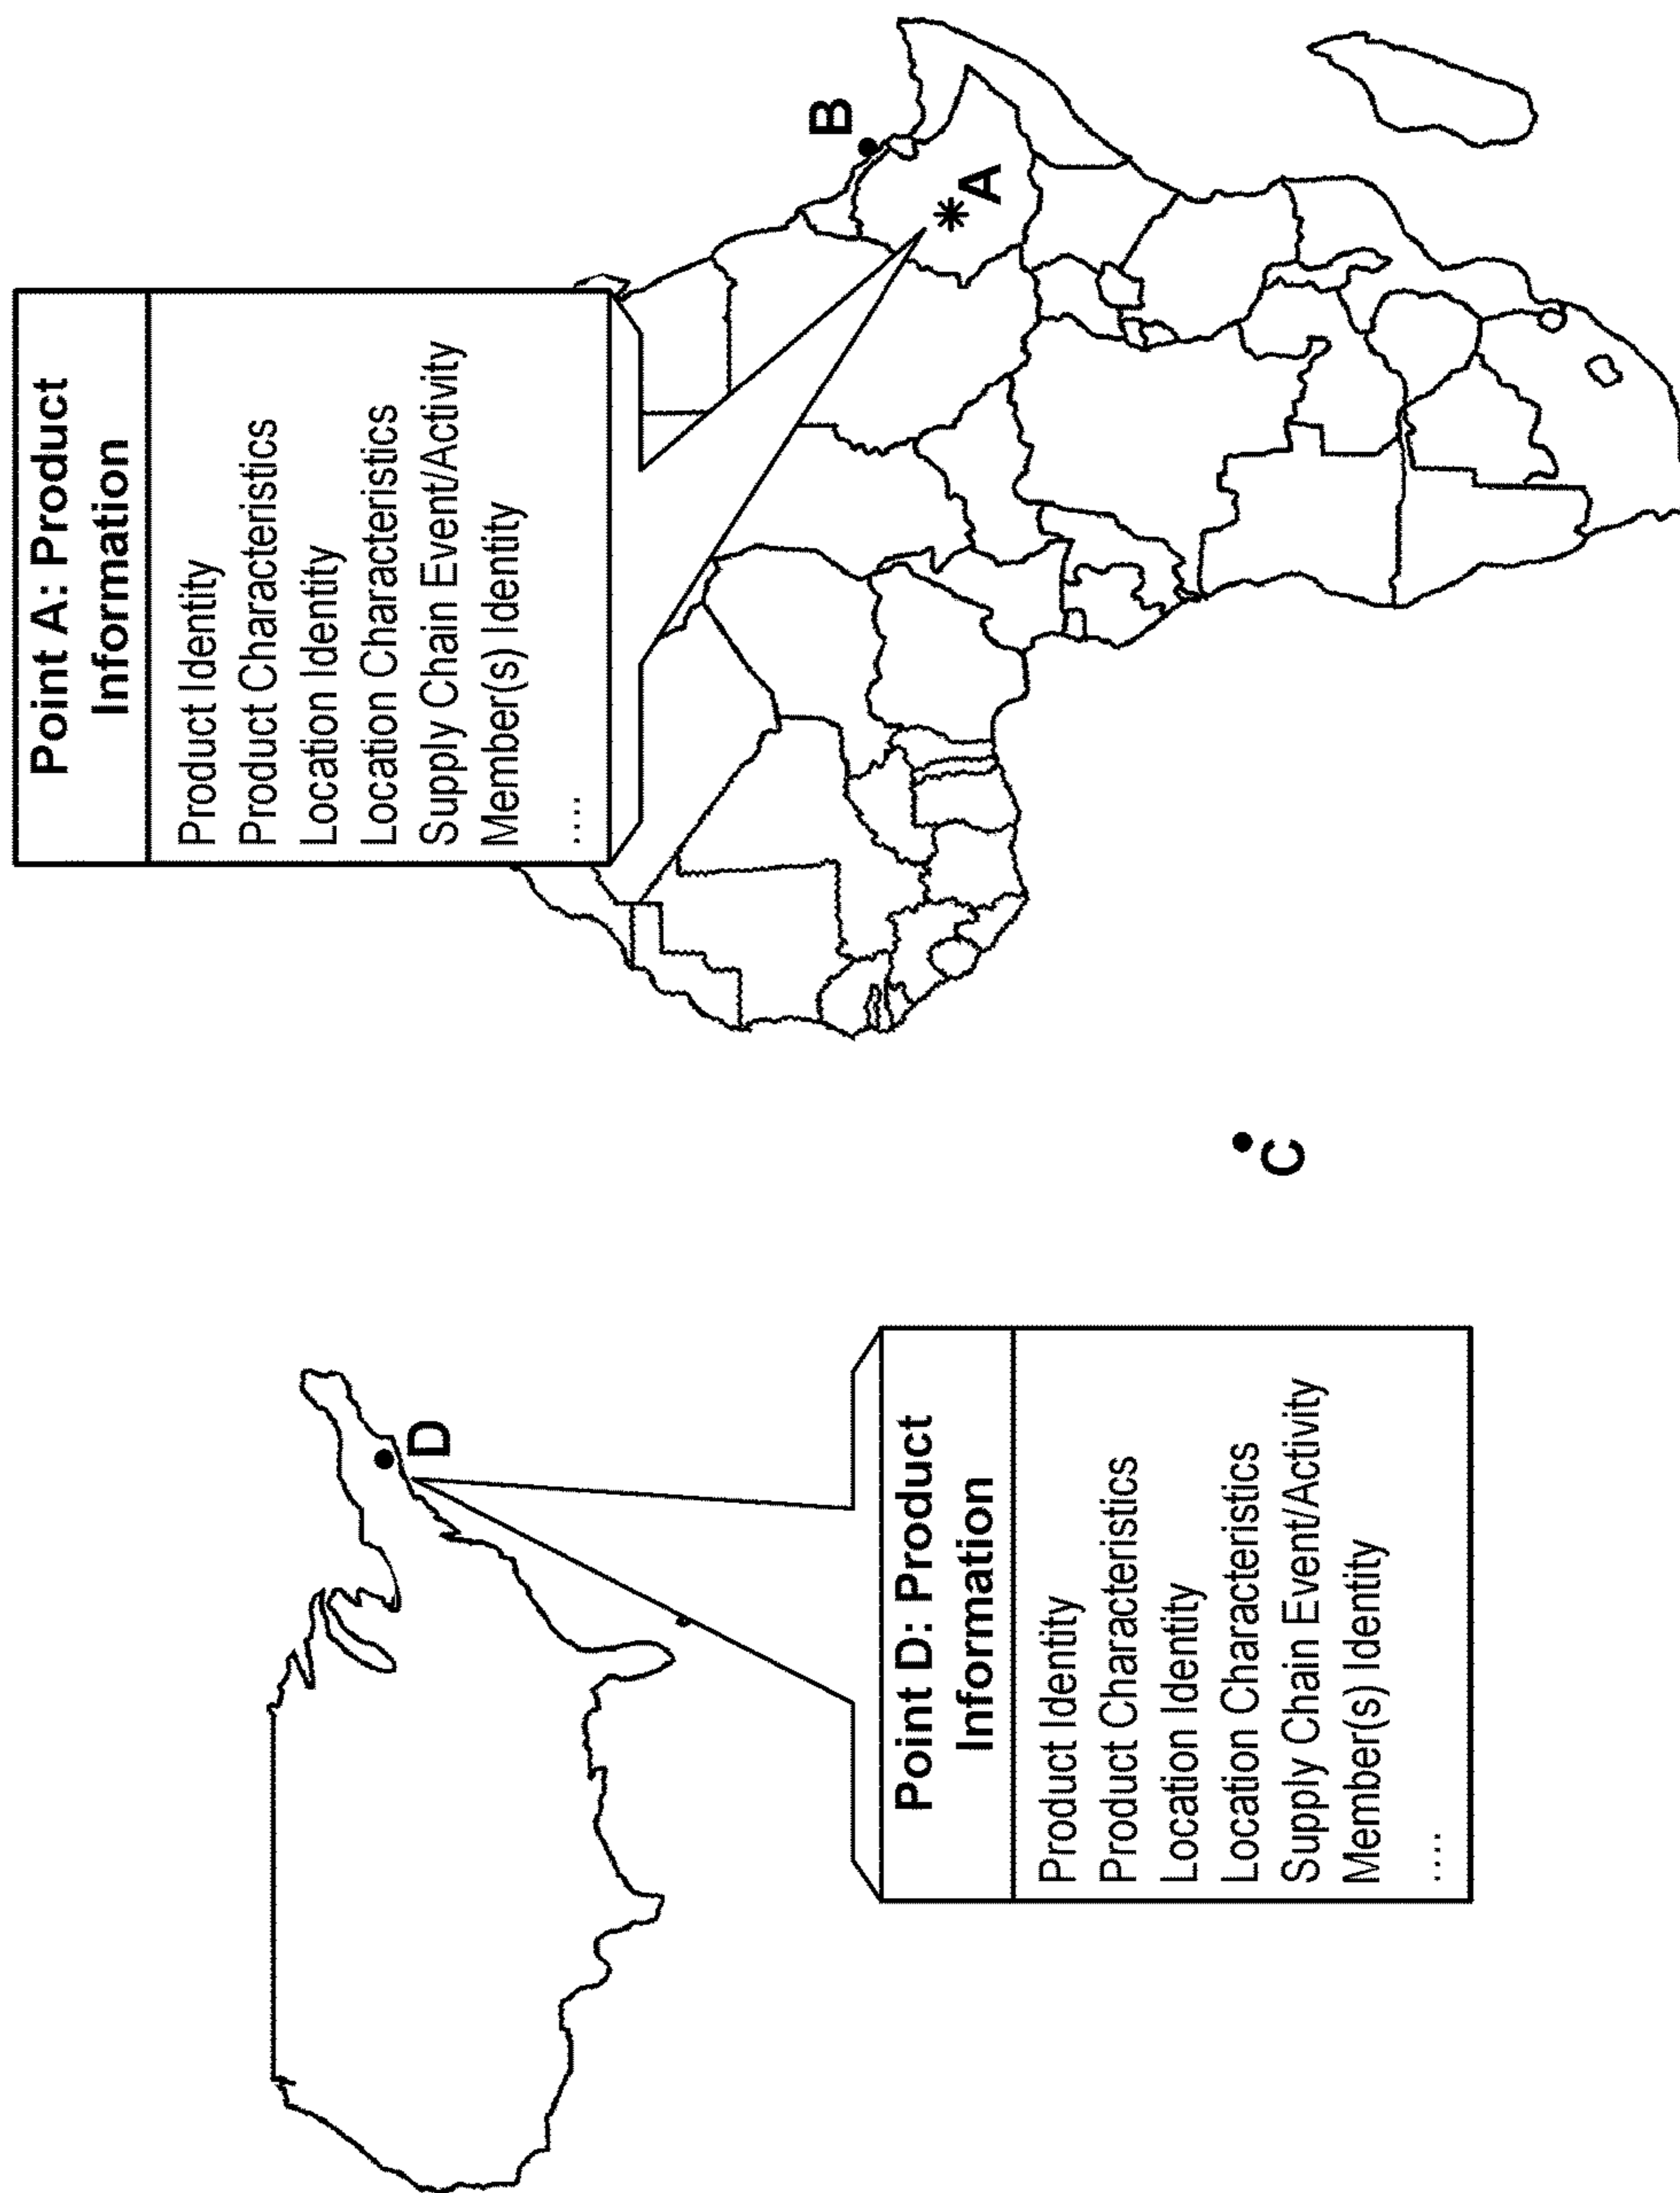 Point A: Product
Information
Product Identity
Product Characteristics
Location Identity
Location Characteristics
Supply Chain Event/Activity
Member(s) Identity
....
B
A
D
C
Point D: Product
Information
Product Identity
Product Characteristics
Location Identity
Location Characteristics
Supply Chain Event/Activity
Member(s) Identity
....